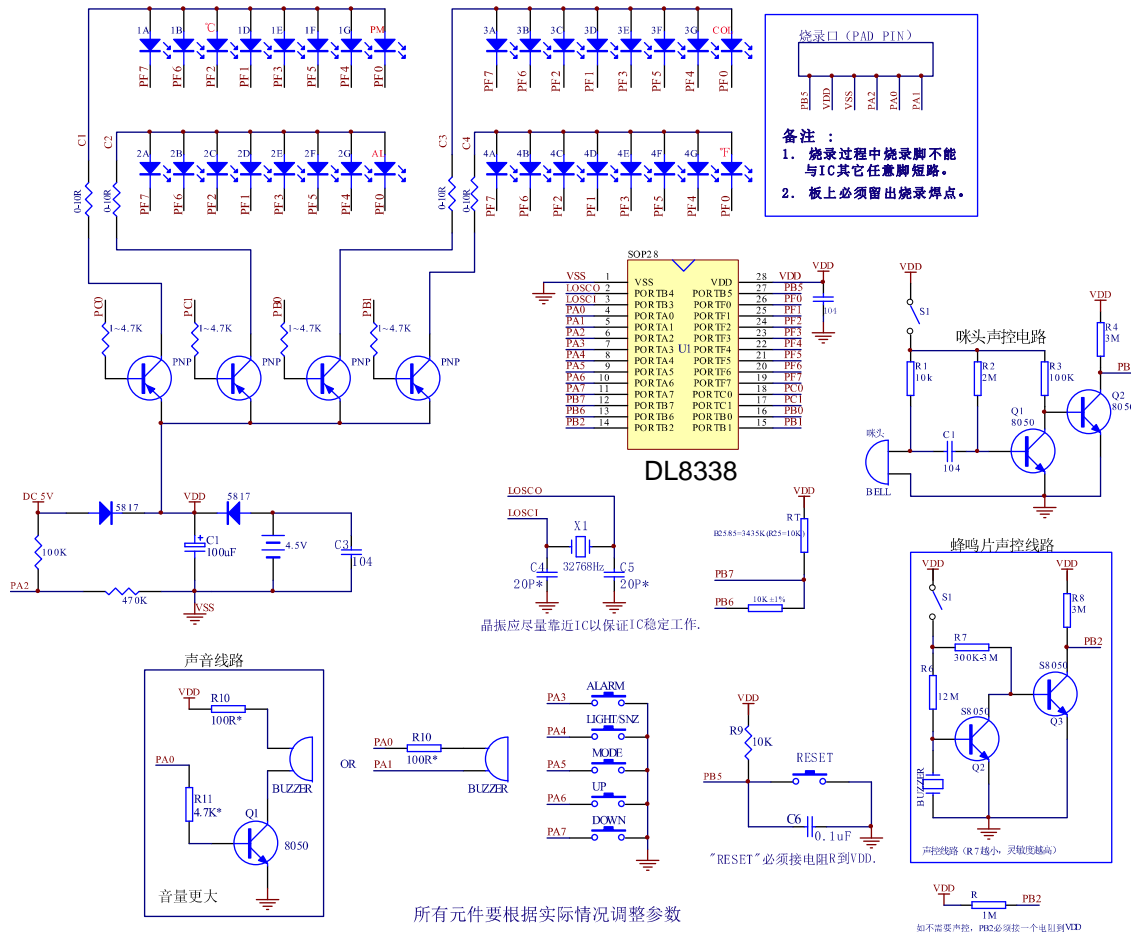 1A 1B ℃ 1D 1E 1F 1G PM
PF7 PF6 PF2 PF1 PF3 PF5 PF4 PF0
3A 3B 3C 3D 3E 3F 3G COL
PF7 PF6 PF2 PF1 PF3 PF5 PF4 PF0
C1 C2 C3 C4
2A 2B 2C 2D 2E 2F 2G AL
PF7 PF6 PF2 PF1 PF3 PF5 PF4 PF0
4A 4B 4C 4D 4E 4F 4G ℉
PF7 PF6 PF2 PF1 PF3 PF5 PF4 PF0
0-10R 0-10R 0-10R 0-10R
烧录口（PAD PIN）
PB5 VDD VSS PA2 PA0 PA1
备注 ：
1. 烧录过程中烧录脚不能
与IC其它任意脚短路。
2. 板上必须留出烧录焊点。
PC0 PC1 PB0 PB1
1~4.7K 1~4.7K 1~4.7K 1~4.7K
PNP PNP PNP PNP
SOP28
VSS 1 VSS VDD 28 VDD
LOSCO 2 PORTB4 PORTB5 27 PB5
LOSCI 3 PORTB3 PORTF0 26 PF0
PA0 4 PORTA0 PORTF1 25 PF1
PA1 5 PORTA1 PORTF2 24 PF2
PA2 6 PORTA2 PORTF3 23 PF3
PA3 7 PORTA3 U1 PORTF4 22 PF4
PA4 8 PORTA4 PORTF5 21 PF5
PA5 9 PORTA5 PORTF6 20 PF6
PA6 10 PORTA6 PORTF7 19 PF7
PA7 11 PORTA7 PORTC0 18 PC0
PB7 12 PORTB7 PORTC1 17 PC1
PB6 13 PORTB6 PORTB0 16 PB0
PB2 14 PORTB2 PORTB1 15 PB1
DL8338
VDD
104
VDD
S1
VDD
R4
3M
咪头声控电路
PB
R1
10k
R2
2M
R3
100K
Q2
8050
Q1
8050
咪头
C1
104
BELL
DC 5V
5817
VDD
5817
100K
C1
100uF
4.5V
C3
104
PA2
470K
VSS
LOSCO
LOSCI
X1
32768Hz
C4
20P*
C5
20P*
晶振应尽量靠近IC以保证IC稳定工作.
VDD
RT
B25.85=3435K(R25=10K)
PB7
PB6
10K±1%
蜂鸣片声控线路
VDD
VDD
S1
R8
3M
R7
300K-3M
PB2
R6
12M
S8050
S8050
Q3
Q2
BUZZER
声控线路（R7越小，灵敏度越高）
声音线路
VDD
R10
100R*
PA0
R11
4.7K*
BUZZER
Q1
8050
音量更大
OR
PA0
R10
100R*
PA1
BUZZER
PA3 ALARM
PA4 LIGHT/SNZ
PA5 MODE
PA6 UP
PA7 DOWN
VDD
R9
10K
PB5
RESET
C6
0.1uF
"RESET"必须接电阻R到VDD.
VDD
R
1M
PB2
如不需要声控，PB2必须接一个电阻到VDD
所有元件要根据实际情况调整参数